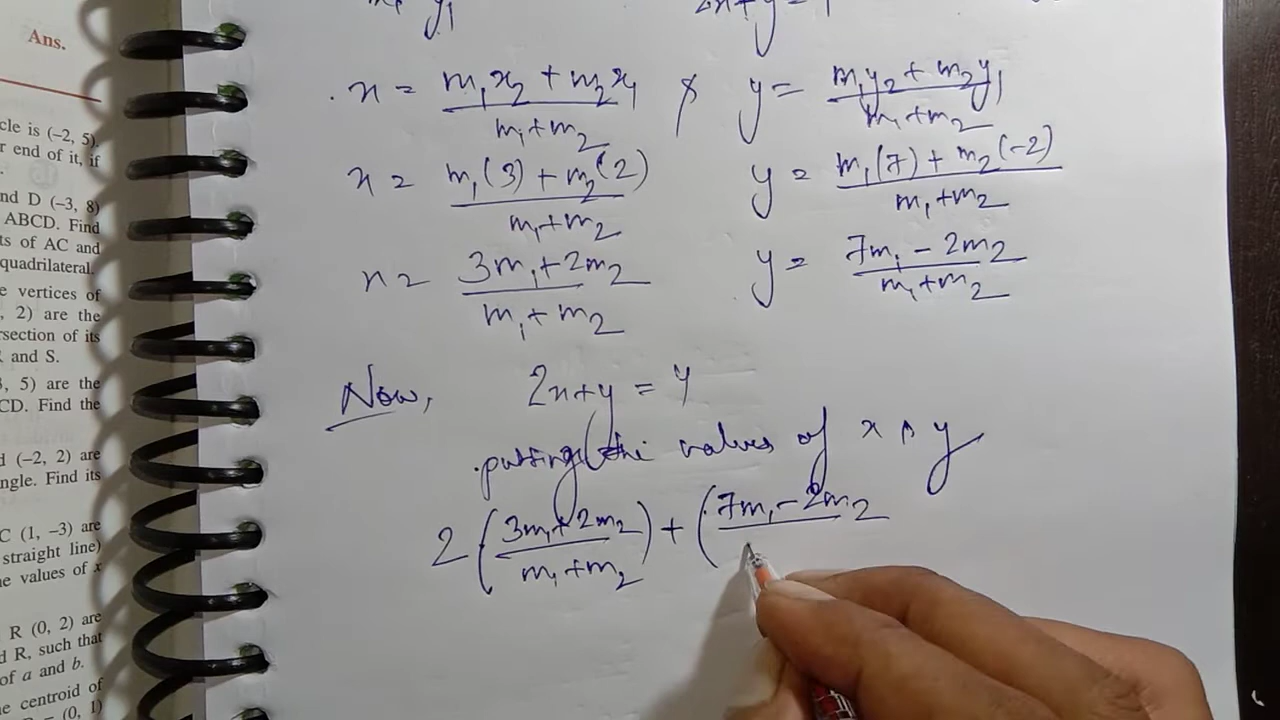 Ans.
cle is (–2, 5).
r end of it, if
nd D (–3, 8)
ABCD. Find
ts of AC and
quadrilateral.
e vertices of
, 2) are the
rsection of its
and S.
, 5) are the
CD. Find the
(–2, 2) are
ngle. Find its
C (1, –3) are
straight line)
e values of x
R (0, 2) are
d R, such that
of a and b.
e centroid of
= (0, 1)
y₁
2x+y=
x = (m₁x₂ + m₂x₁)/(m₁+m₂) & y = (m₁y₂ + m₂y₁)/(m₁+m₂)
x = (m₁(3) + m₂(2))/(m₁+m₂) y = (m₁(7) + m₂(-2))/(m₁+m₂)
x = (3m₁+2m₂)/(m₁+m₂) y = (7m₁ - 2m₂)/(m₁+m₂)
Now, 2x+y = 4
putting the values of x & y
2((3m₁+2m₂)/(m₁+m₂)) + (7m₁ - 2m₂